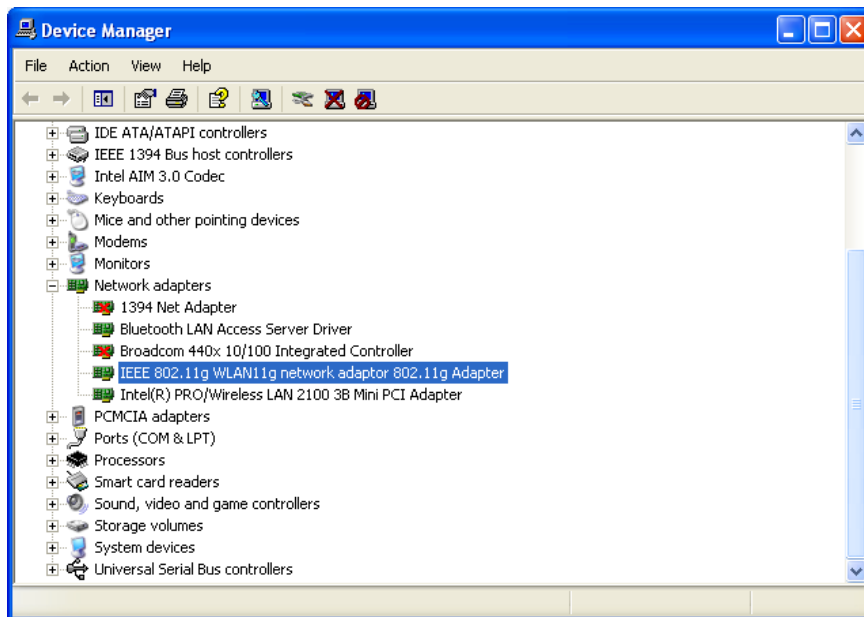 Device Manager
File Action View Help
IDE ATA/ATAPI controllers
IEEE 1394 Bus host controllers
Intel AIM 3.0 Codec
Keyboards
Mice and other pointing devices
Modems
Monitors
Network adapters
1394 Net Adapter
Bluetooth LAN Access Server Driver
Broadcom 440x 10/100 Integrated Controller
IEEE 802.11g WLAN11g network adaptor 802.11g Adapter
Intel(R) PRO/Wireless LAN 2100 3B Mini PCI Adapter
PCMCIA adapters
Ports (COM & LPT)
Processors
Smart card readers
Sound, video and game controllers
Storage volumes
System devices
Universal Serial Bus controllers